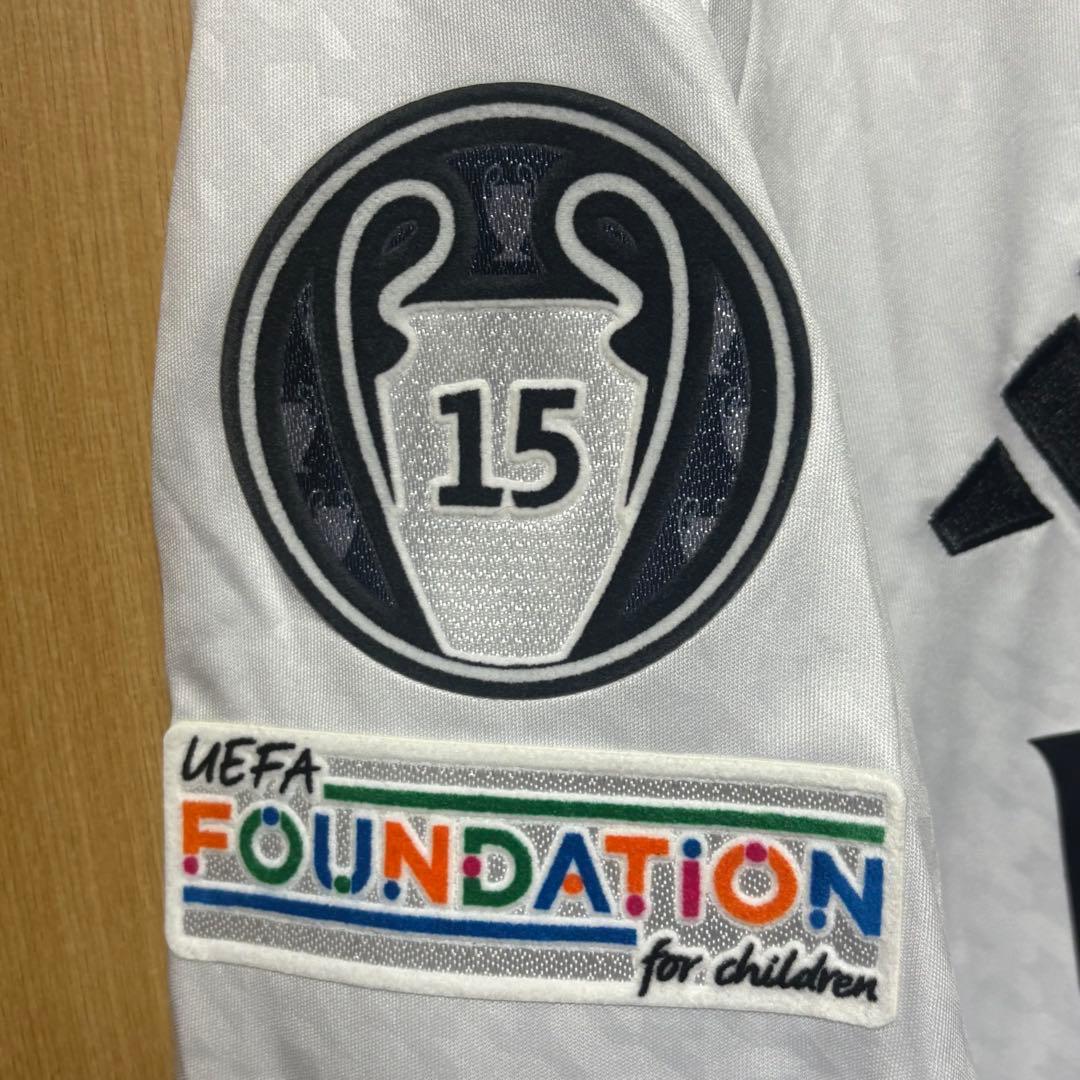 15
UEFA
FOUNDATION
for children